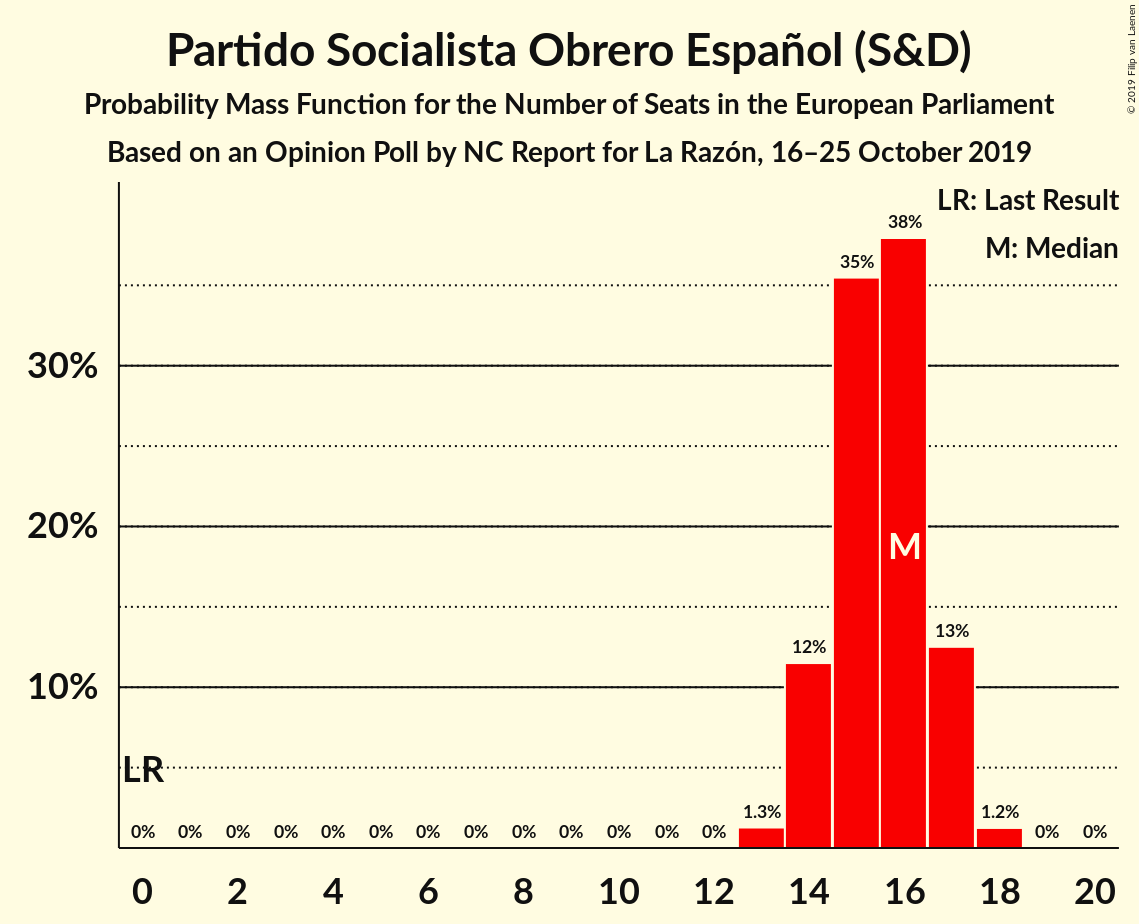 Partido Socialista Obrero Español (S&D)
Probability Mass Function for the Number of Seats in the European Parliament
Based on an Opinion Poll by NC Report for La Razón, 16–25 October 2019
© 2019 Filip van Laenen
LR: Last Result
M: Median
38%
35%
30%
20%
M
13%
12%
10%
LR
1.3%
1.2%
0% 0% 0% 0% 0% 0% 0% 0% 0% 0% 0% 0% 0% 0% 0%
0 2 4 6 8 10 12 14 16 18 20